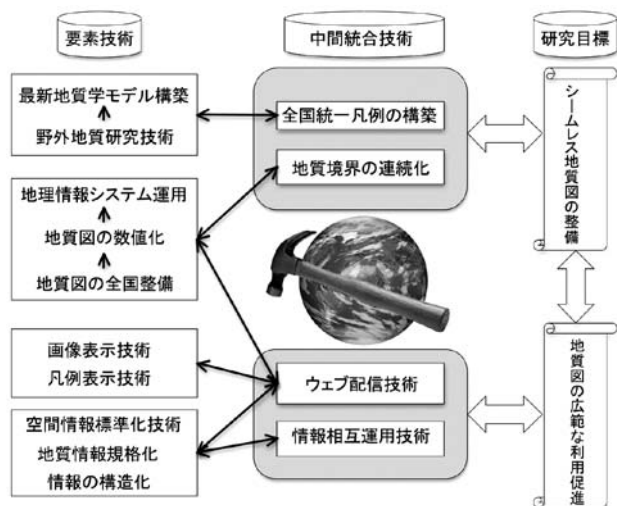 要素技術
中間統合技術
研究目標
最新地質学モデル構築
野外地質研究技術
地理情報システム運用
地質図の数値化
地質図の全国整備
画像表示技術
凡例表示技術
空間情報標準化技術
地質情報規格化
情報の構造化
全国統一凡例の構築
地質境界の連続化
ウェブ配信技術
情報相互運用技術
シームレス地質図の整備
地質図の広範な利用促進